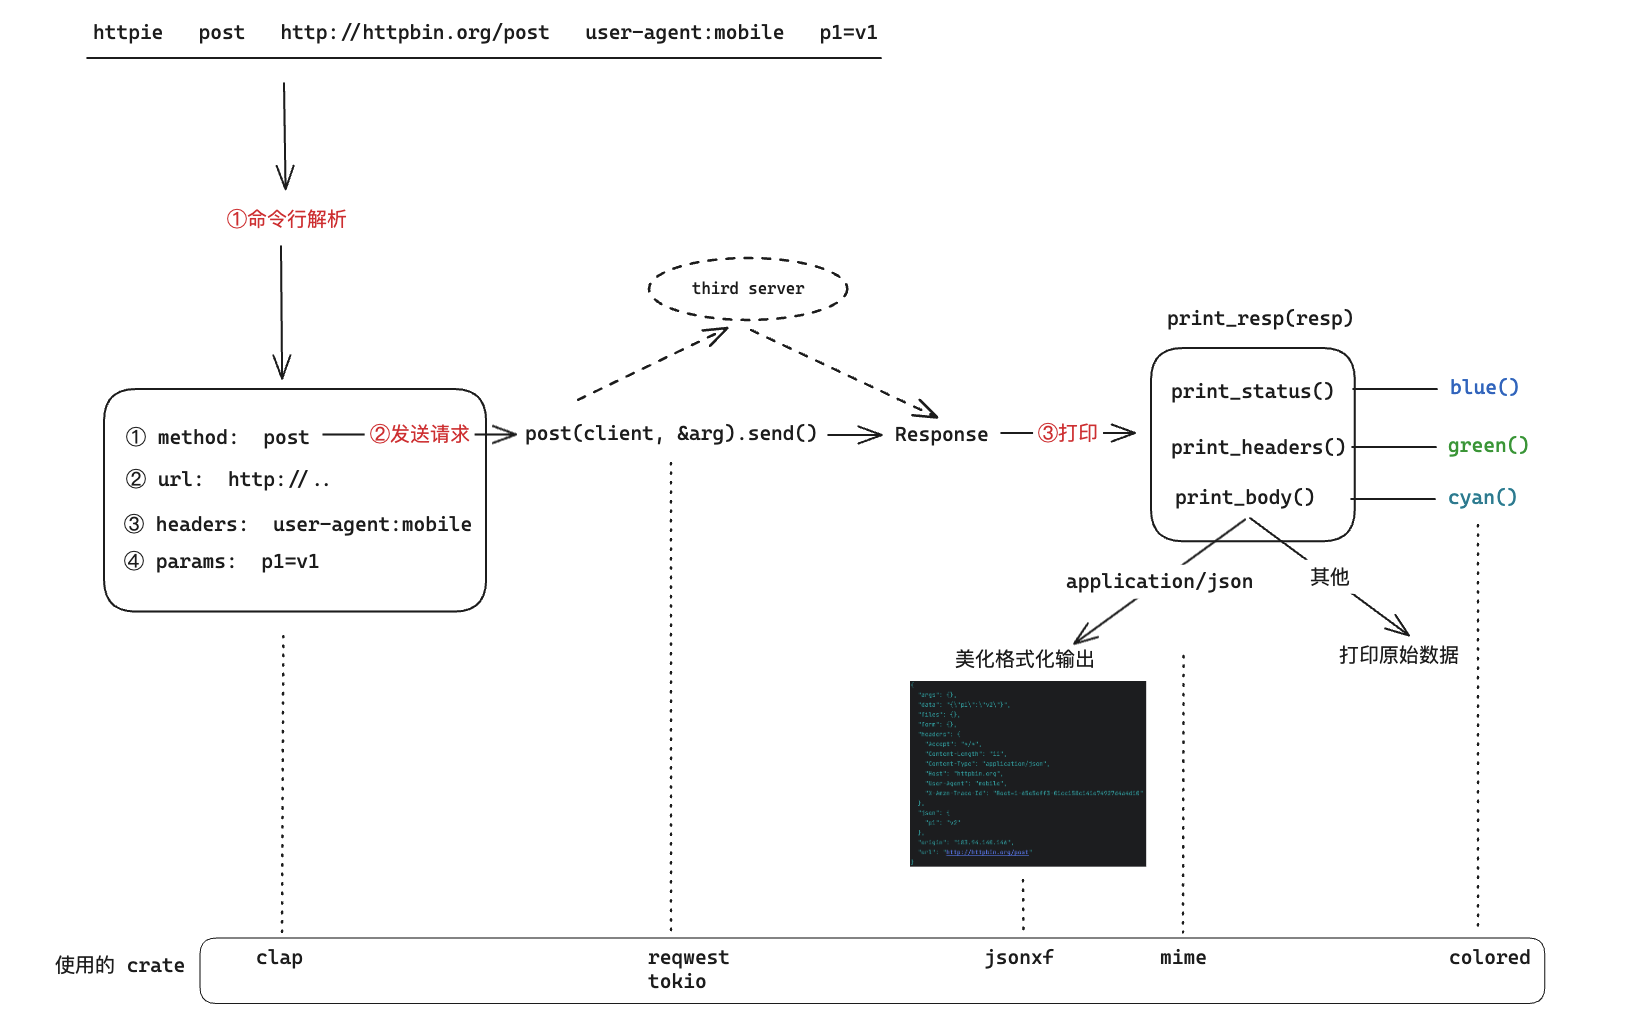 httpie post http://httpbin.org/post user-agent:mobile p1=v1
①命令行解析
third server
print_resp(resp)
① method: post
②发送请求
post(client, &arg).send()
Response
③打印
print_status()
blue()
print_headers()
green()
print_body()
cyan()
② url: http://..
③ headers: user-agent:mobile
④ params: p1=v1
application/json
其他
美化格式化输出
打印原始数据
{
"args": {},
"data": "{\"p1\":\"v2\"}",
"files": {},
"form": {},
"headers": {
"Accept": "*/*",
"Content-Length": "11",
"Content-Type": "application/json",
"Host": "httpbin.org",
"User-Agent": "mobile",
"X-Amzn-Trace-Id":
},
"json": {
"p1": "v2"
},
"origin":
"url": "http://httpbin.org/post"
}
使用的 crate
clap
reqwest
tokio
jsonxf
mime
colored